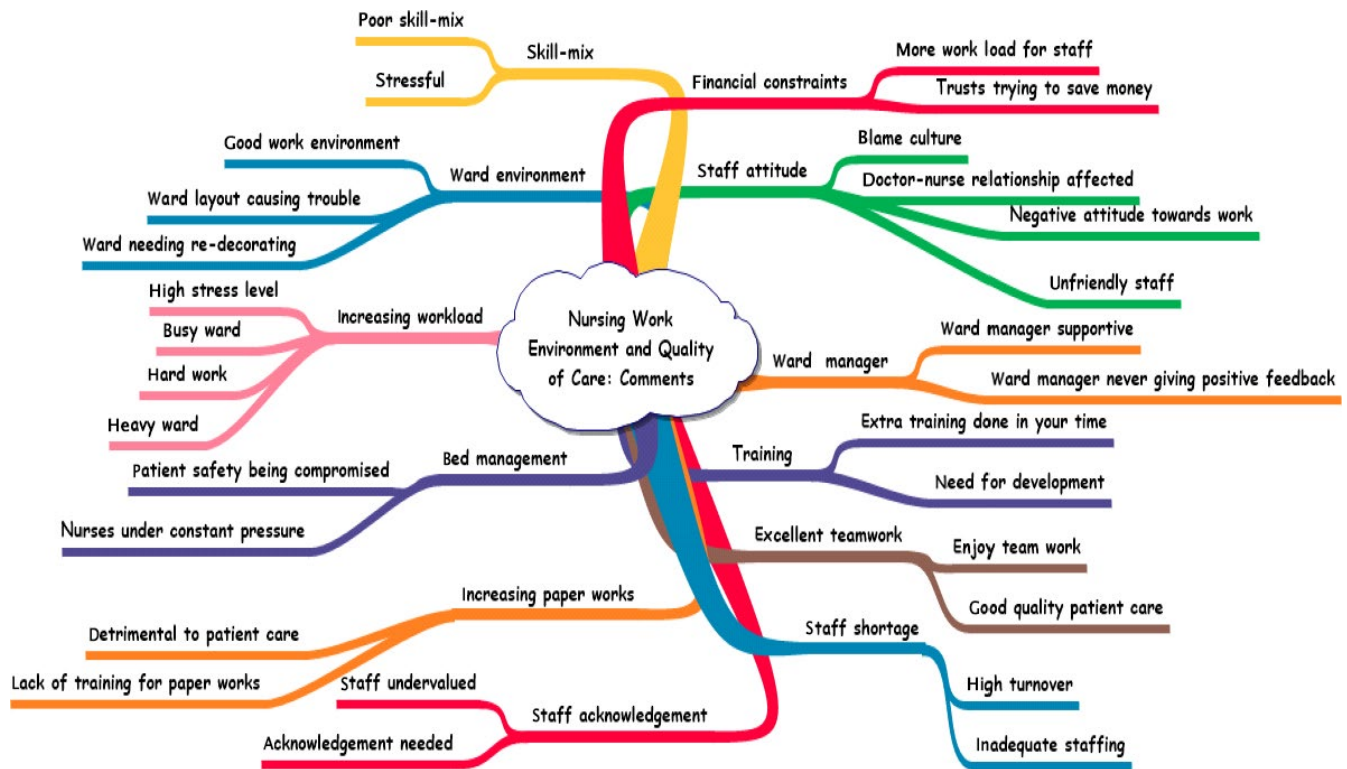 Poor skill-mix
Skill-mix
Stressful
Financial constraints
More work load for staff
Trusts trying to save money
Good work environment
Ward environment
Ward layout causing trouble
Ward needing re-decorating
Staff attitude
Blame culture
Doctor-nurse relationship affected
Negative attitude towards work
Unfriendly staff
High stress level
Increasing workload
Busy ward
Hard work
Heavy ward
Nursing Work
Environment and Quality
of Care: Comments
Ward manager
Ward manager supportive
Ward manager never giving positive feedback
Bed management
Patient safety being compromised
Nurses under constant pressure
Training
Extra training done in your time
Need for development
Excellent teamwork
Enjoy team work
Good quality patient care
Increasing paper works
Detrimental to patient care
Lack of training for paper works
Staff shortage
High turnover
Inadequate staffing
Staff undervalued
Staff acknowledgement
Acknowledgement needed